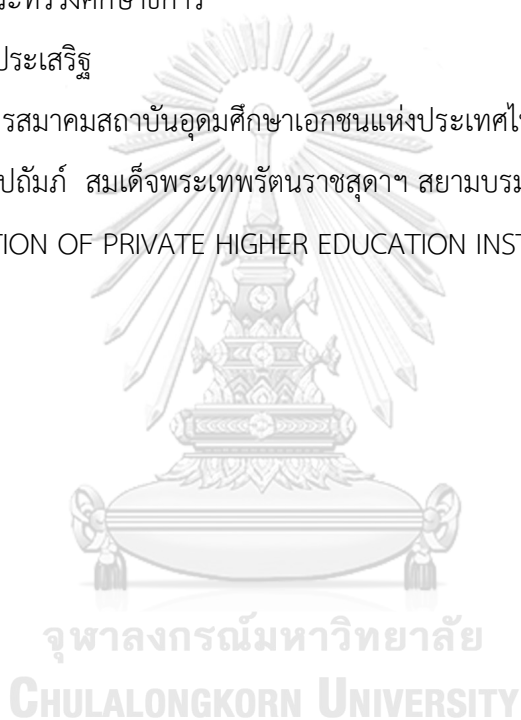 ะทรวงศึกษาธิการ
ประเสริฐ
รสมาคมสถาบันอุดมศึกษาเอกชนแห่งประเทศไ
ปถัมภ์ สมเด็จพระเทพรัตนราชสุดาฯ สยามบรม
TION OF PRIVATE HIGHER EDUCATION INST
จุฬาลงกรณ์มหาวิทยาลัย
CHULALONGKORN UNIVERSITY